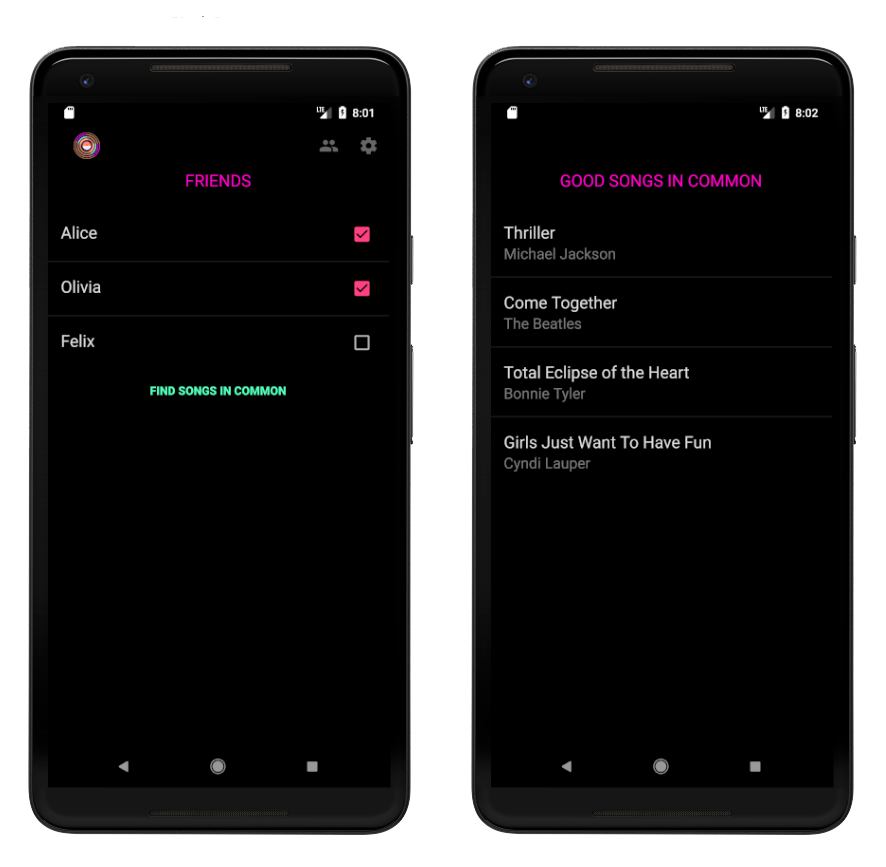 LTE 8:01
FRIENDS
Alice
Olivia
Felix
FIND SONGS IN COMMON
LTE 8:02
GOOD SONGS IN COMMON
Thriller
Michael Jackson
Come Together
The Beatles
Total Eclipse of the Heart
Bonnie Tyler
Girls Just Want To Have Fun
Cyndi Lauper